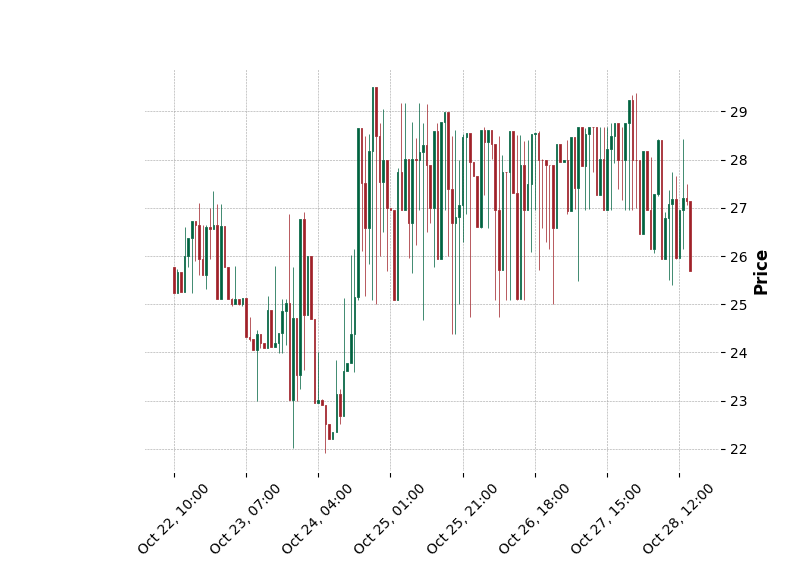 29
28
27
26
25
24
23
22
Price
Oct 22, 10:00
Oct 23, 07:00
Oct 24, 04:00
Oct 25, 01:00
Oct 25, 21:00
Oct 26, 18:00
Oct 27, 15:00
Oct 28, 12:00